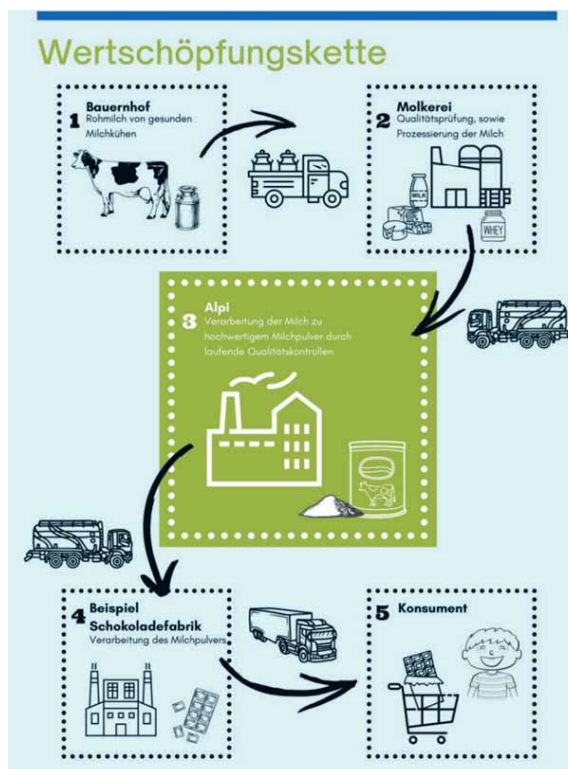 Wertschöpfungskette
1
Bauernhof
Rohmilch von gesunden
Milchkühen
2
Molkerei
Qualitätsprüfung, sowie
Prozessierung der Milch
MILK
WHEY
3
Alpi
Verarbeitung der Milch zu
hochwertigem Milchpulver durch
laufende Qualitätskontrollen
4
Beispiel
Schokoladefabrik
Verarbeitung des Milchpulvers
5
Konsument